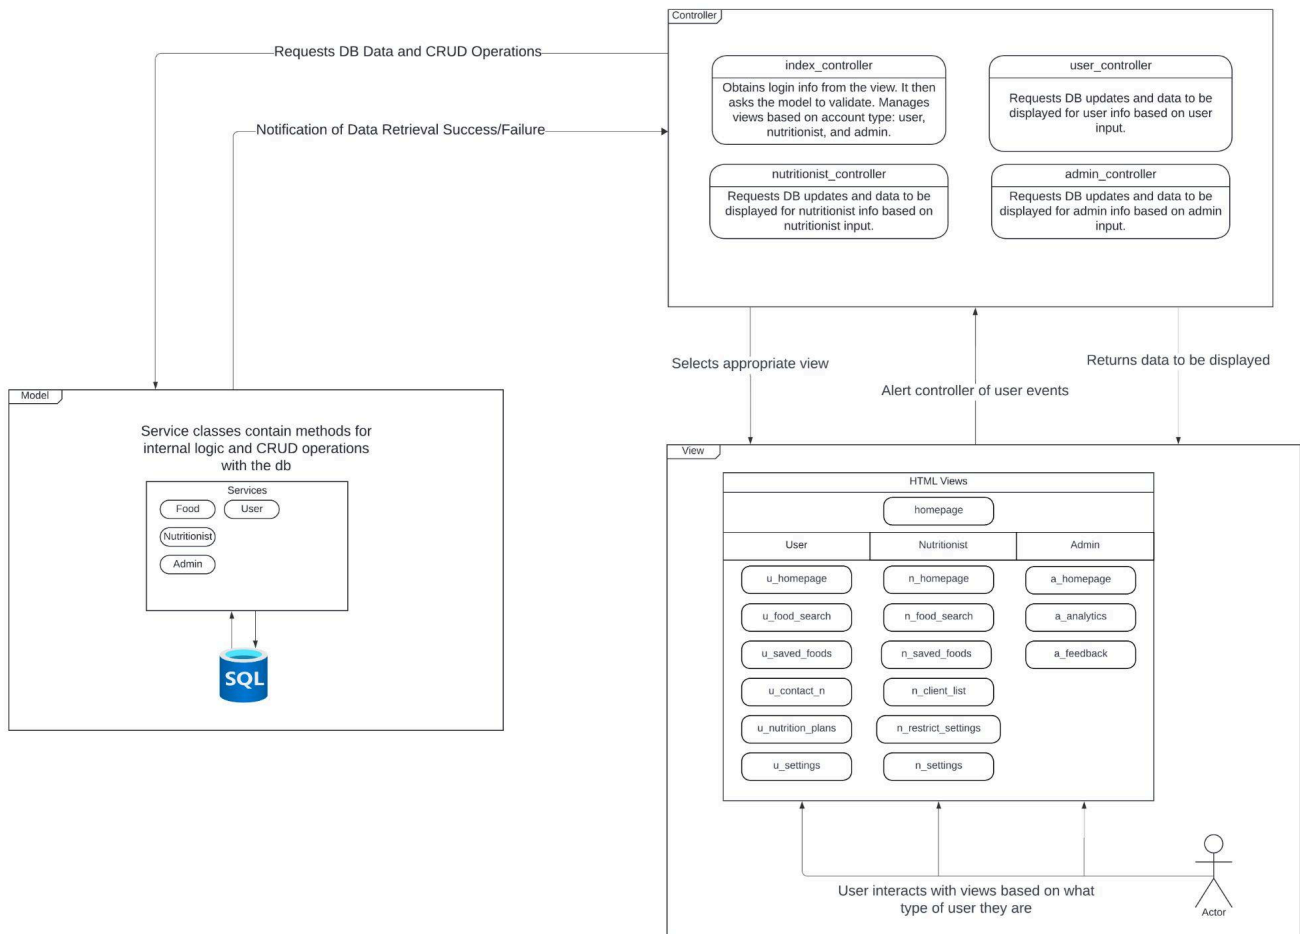 Controller
Requests DB Data and CRUD Operations
index_controller
Obtains login info from the view. It then
asks the model to validate. Manages
views based on account type: user,
nutritionist, and admin.
user_controller
Requests DB updates and data to be
displayed for user info based on user
input.
Notification of Data Retrieval Success/Failure
nutritionist_controller
Requests DB updates and data to be
displayed for nutritionist info based on
nutritionist input.
admin_controller
Requests DB updates and data to be
displayed for admin info based on admin
input.
Selects appropriate view
Alert controller of user events
Returns data to be displayed
Model
Service classes contain methods for
internal logic and CRUD operations
with the db
Services
Food
User
Nutritionist
Admin
SQL
View
HTML Views
homepage
User
Nutritionist
Admin
u_homepage
n_homepage
a_homepage
u_food_search
n_food_search
a_analytics
u_saved_foods
n_saved_foods
a_feedback
u_contact_n
n_client_list
u_nutrition_plans
n_restrict_settings
u_settings
n_settings
User interacts with views based on what
type of user they are
Actor